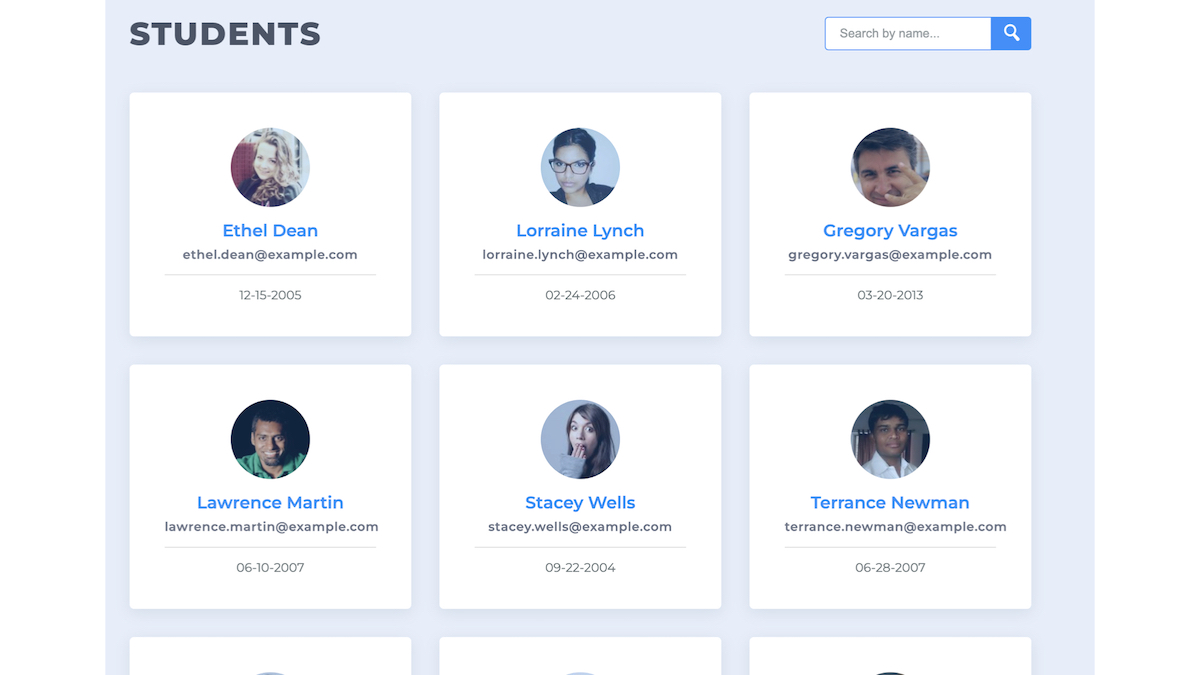 STUDENTS
Search by name...
Ethel Dean
ethel.dean@example.com
12-15-2005
Lorraine Lynch
lorraine.lynch@example.com
02-24-2006
Gregory Vargas
gregory.vargas@example.com
03-20-2013
Lawrence Martin
lawrence.martin@example.com
06-10-2007
Stacey Wells
stacey.wells@example.com
09-22-2004
Terrance Newman
terrance.newman@example.com
06-28-2007